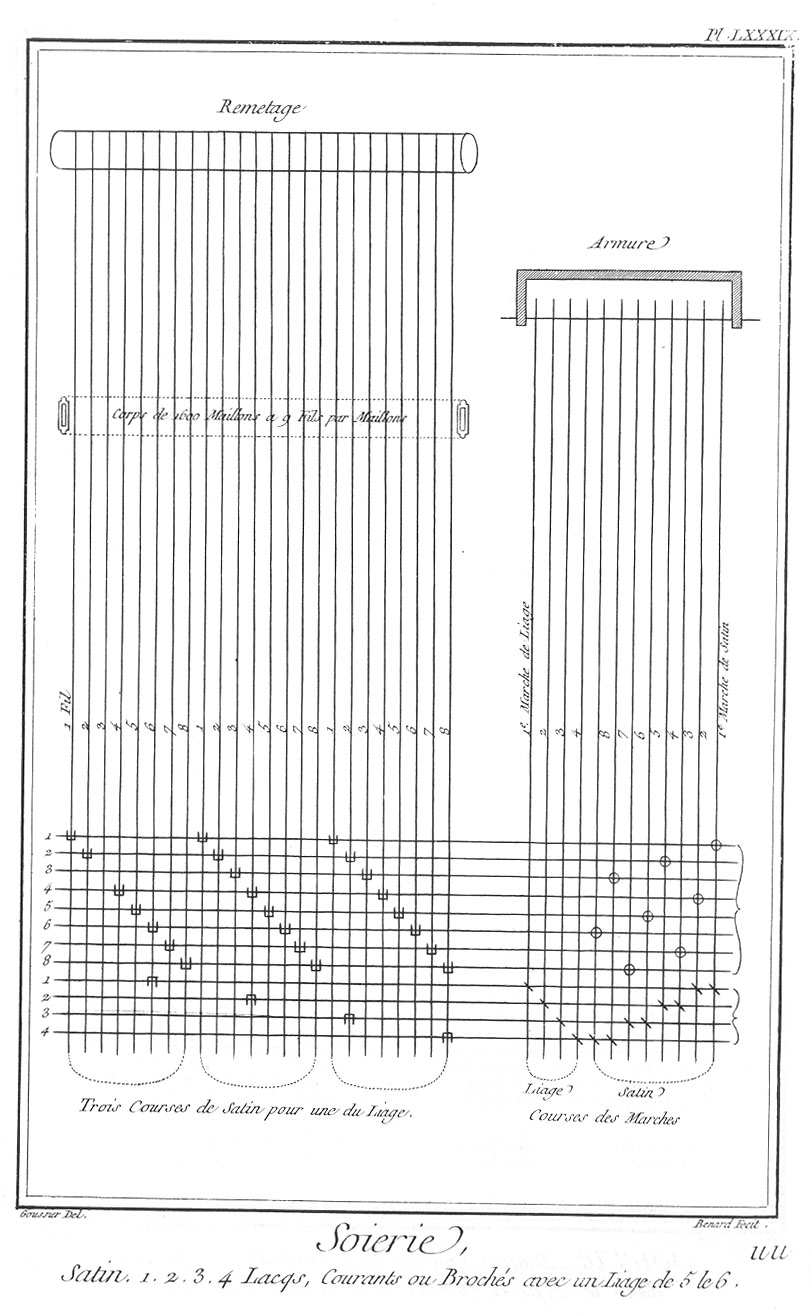 Pl. LXXXIX.
Remetage
Armure
Corps de 1600 Maillons a 9 Fils par Maillons
1 Fil 2 3 4 5 6 7 8 1 2 3 4 5 6 7 8 1 2 3 4 5 6 7 8
1e. Marche de Liage 2 3 4 8 7 6 5 4 3 2 1e Marche de Satin
1
2
3
4
5
6
7
8
1
2
3
4
Trois Courses de Satin pour une du Liage.
Liage Satin
Courses des Marches
Goussier Del.
Benard Fecit.
Soierie,
uu
Satin. 1. 2. 3. 4 Lacqs, Courants ou Brochés avec un Liage de 5 le 6.